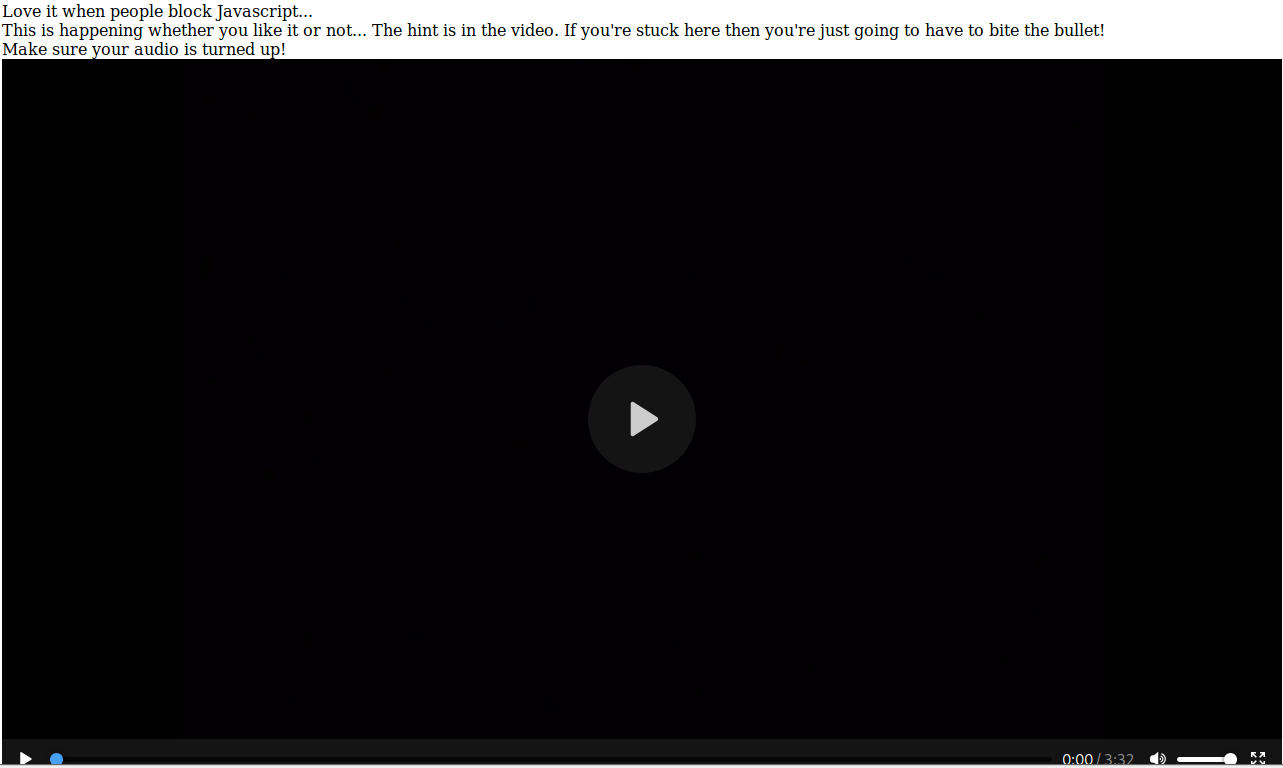 Love it when people block Javascript...
This is happening whether you like it or not... The hint is in the video. If you're stuck here then you're just going to have to bite the bullet!
Make sure your audio is turned up!
0:00 / 3:32